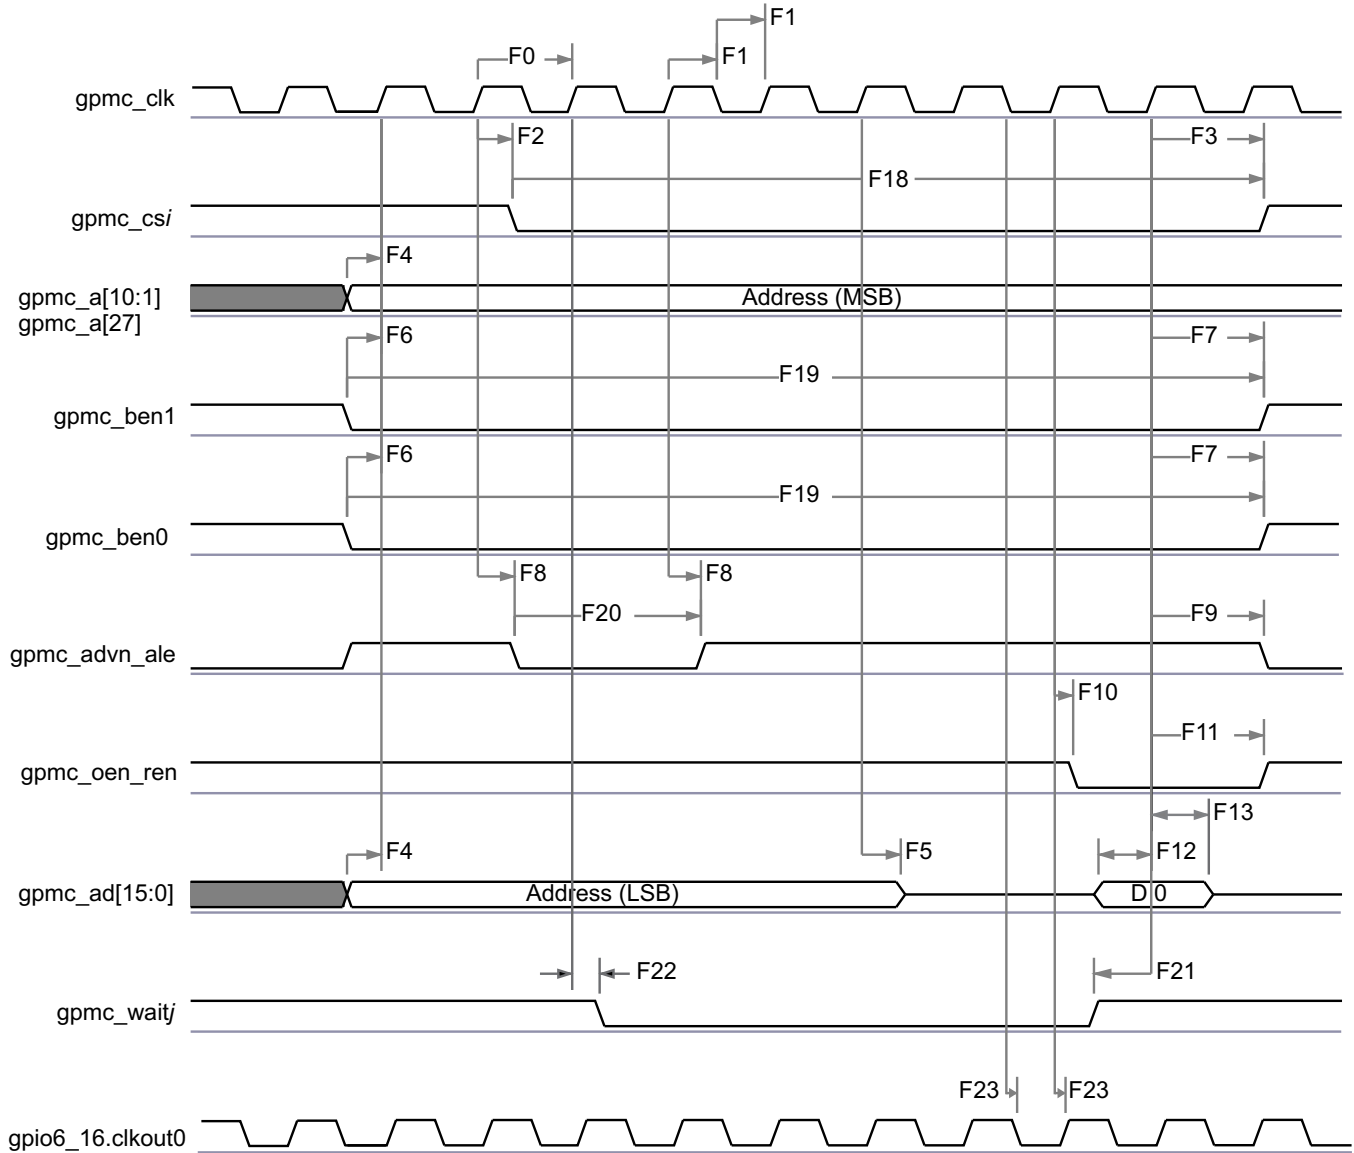 F1
F0
F1
gpmc_clk
F2
F3
F18
gpmc_csi
F4
gpmc_a[10:1]
Address (MSB)
gpmc_a[27]
F6
F7
F19
gpmc_ben1
F6
F7
F19
gpmc_ben0
F8
F8
F20
F9
gpmc_advn_ale
F10
F11
gpmc_oen_ren
F13
F4
F5
F12
gpmc_ad[15:0]
Address (LSB)
D 0
F22
F21
gpmc_waitj
F23
F23
gpio6_16.clkout0